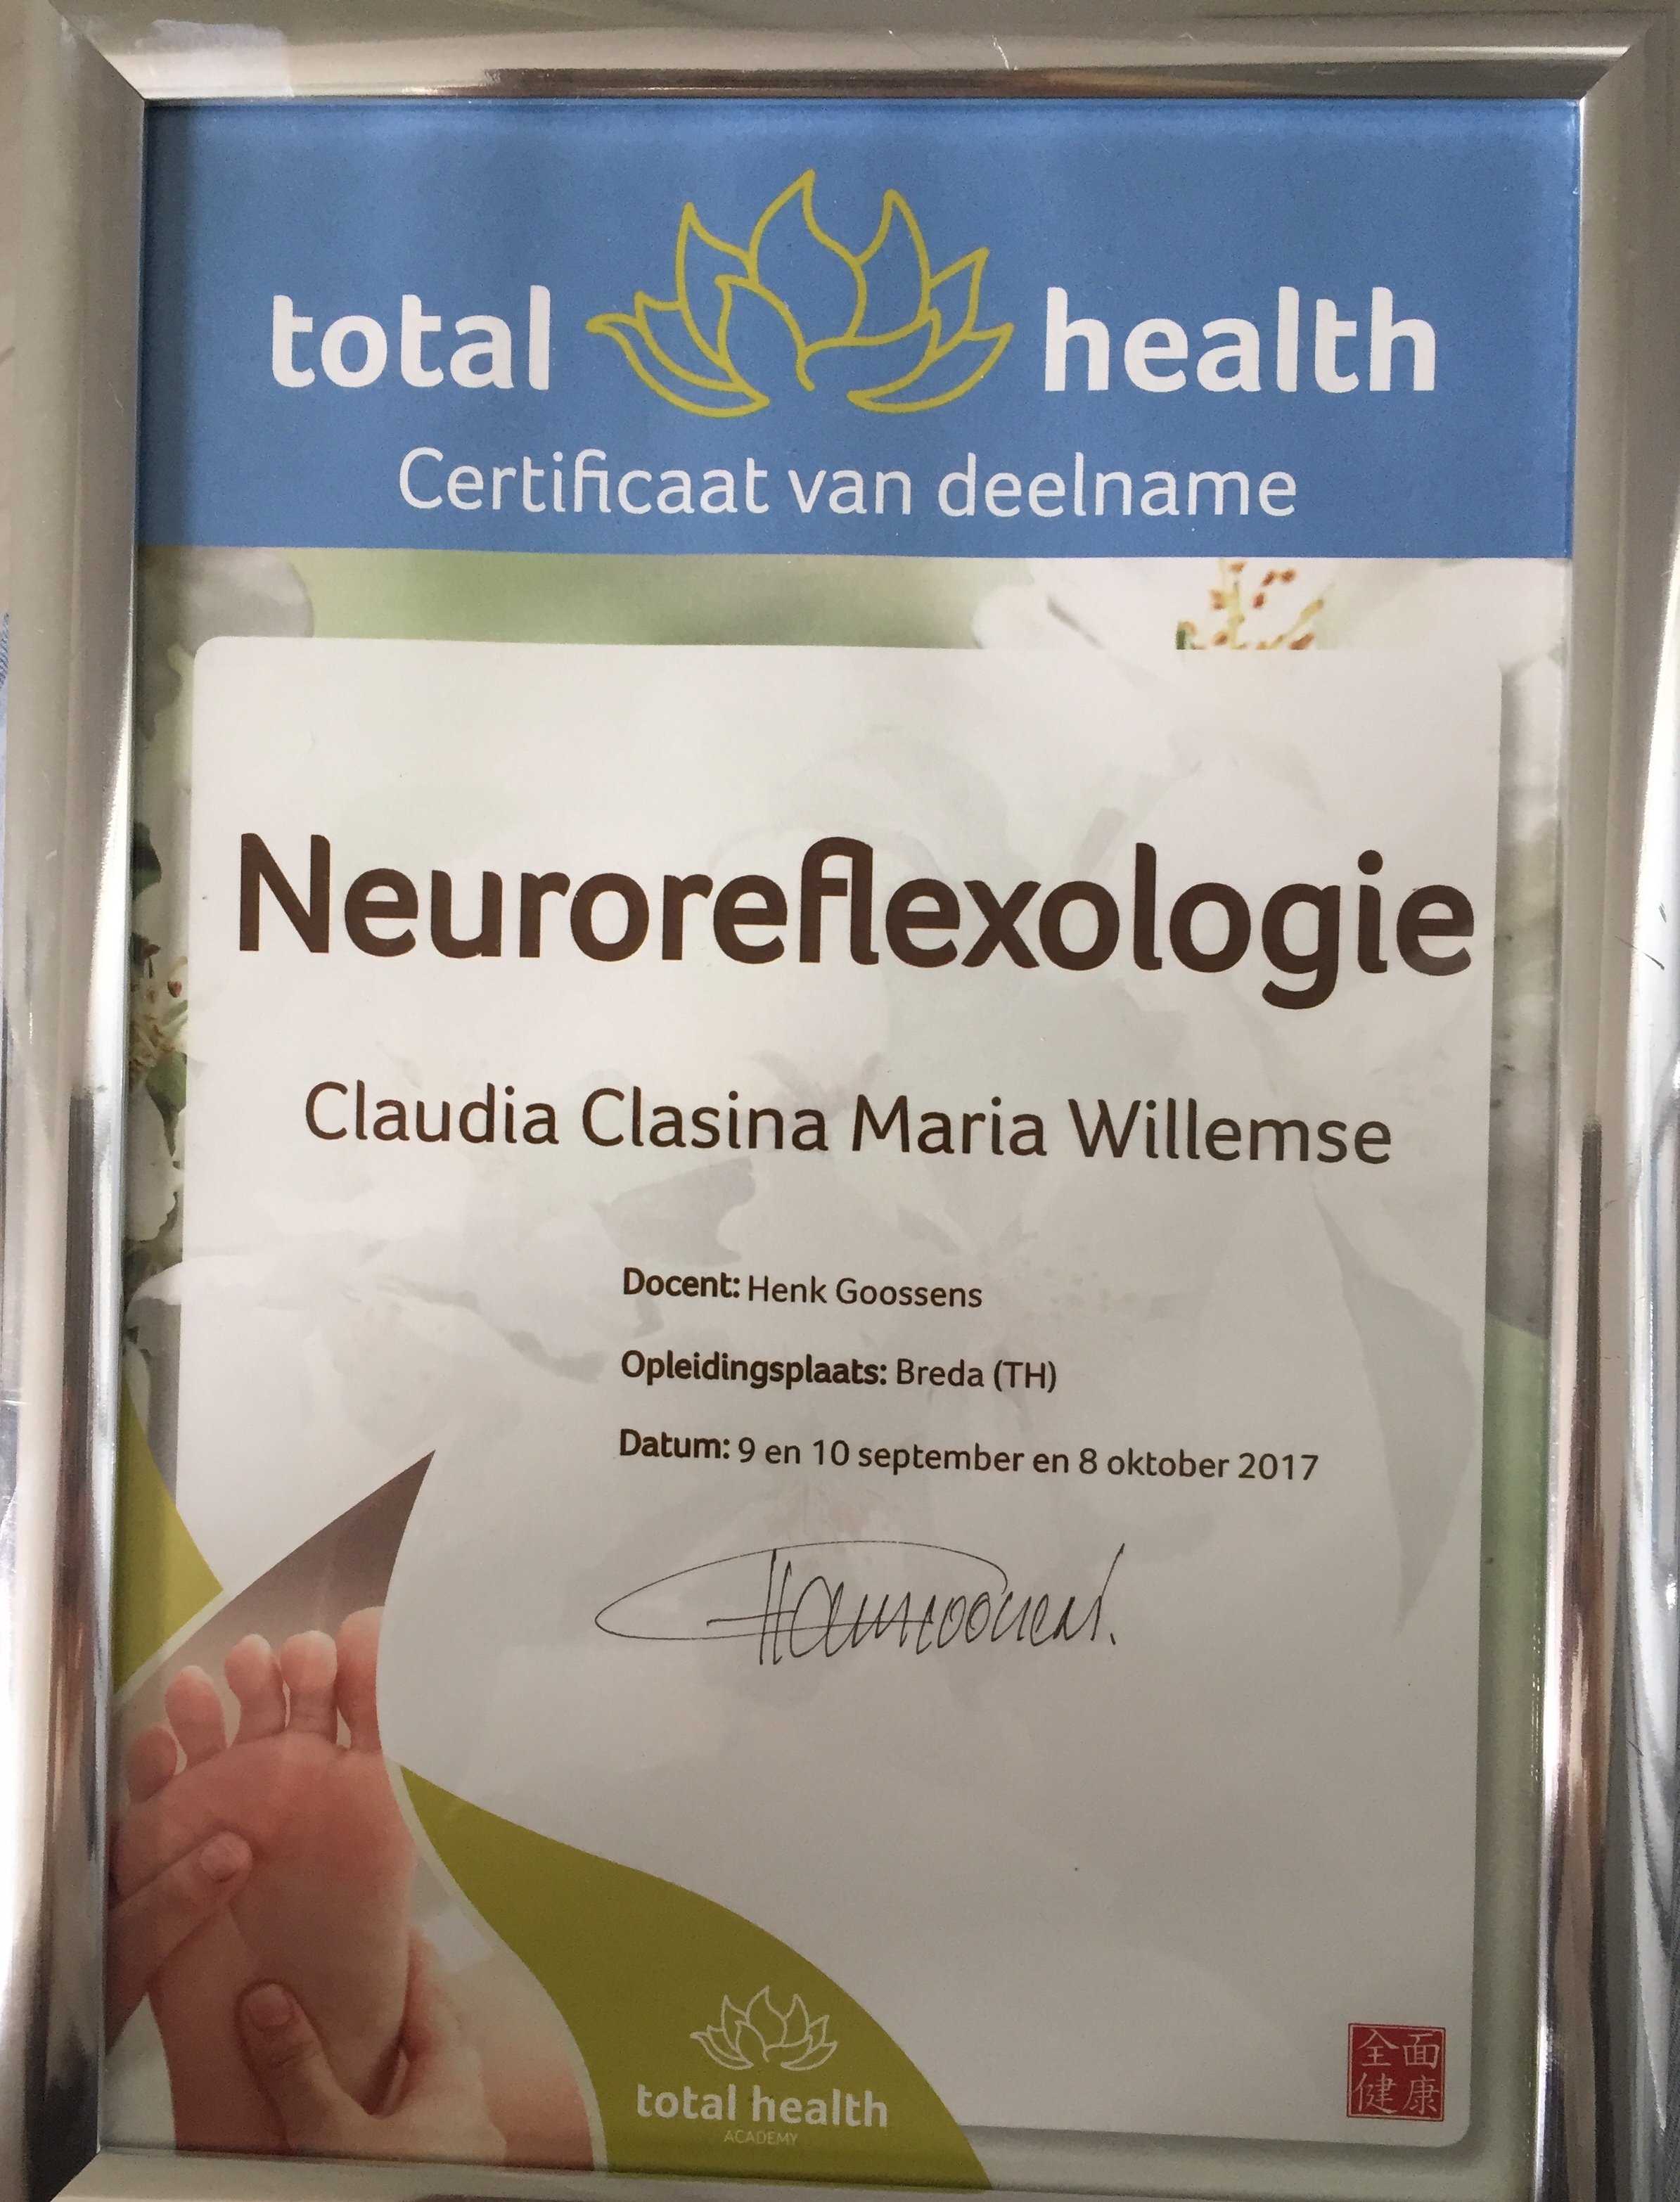 total health
Certificaat van deelname
Neuroreflexologie
Claudia Clasina Maria Willemse
Docent: Henk Goossens
Opleidingsplaats: Breda (TH)
Datum: 9 en 10 september en 8 oktober 2017
total health
ACADEMY
全面
健康